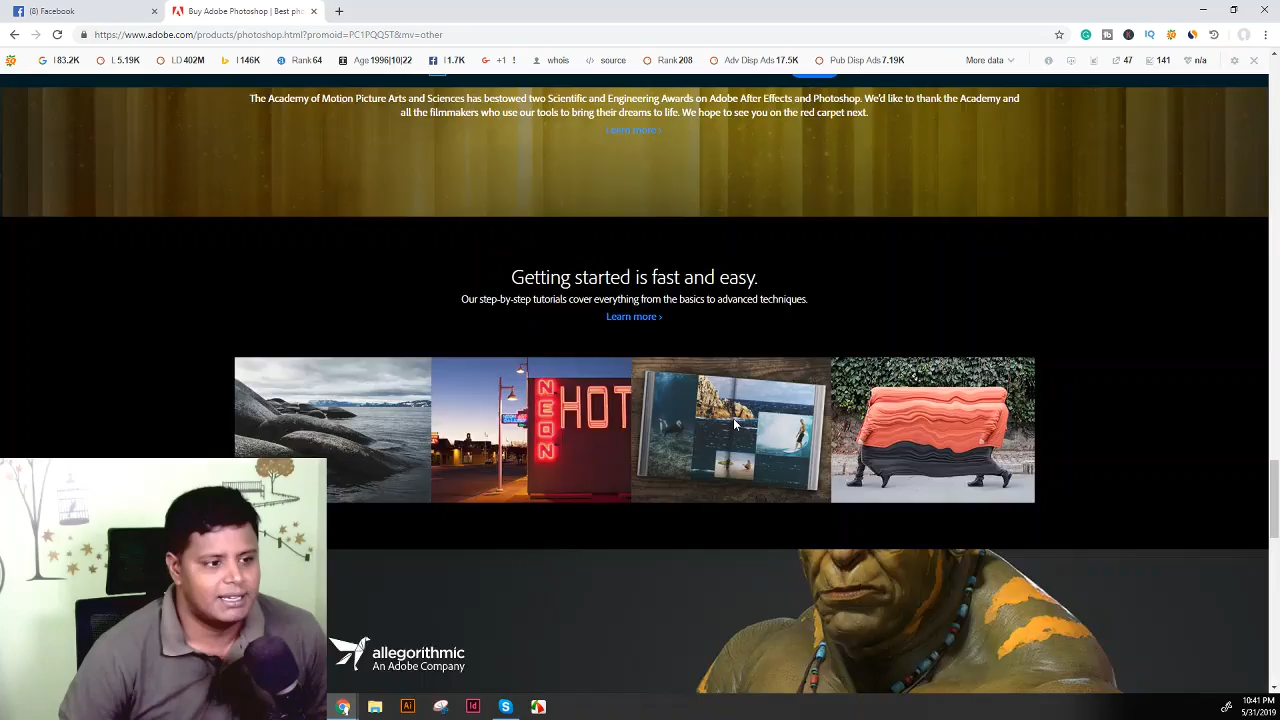 (8) Facebook
Buy Adobe Photoshop | Best pho
https://www.adobe.com/products/photoshop.html?promoid=PC1PQQ5T&mv=other
I 83.2K
L 5.19K
LD 402M
I 146K
Rank 64
Age 1996|10|22
I 1.7K
+1 !
whois
source
Rank 208
Adv Disp Ads 17.5K
Pub Disp Ads 7.19K
More data
47
141
n/a
The Academy of Motion Picture Arts and Sciences has bestowed two Scientific and Engineering Awards on Adobe After Effects and Photoshop. We'd like to thank the Academy and
all the filmmakers who use our tools to bring their dreams to life. We hope to see you on the red carpet next.
Learn more ›
Getting started is fast and easy.
Our step-by-step tutorials cover everything from the basics to advanced techniques.
Learn more ›
NEON
HOT
allegorithmic
An Adobe Company
Ai
Id
10:41 PM
5/31/2019